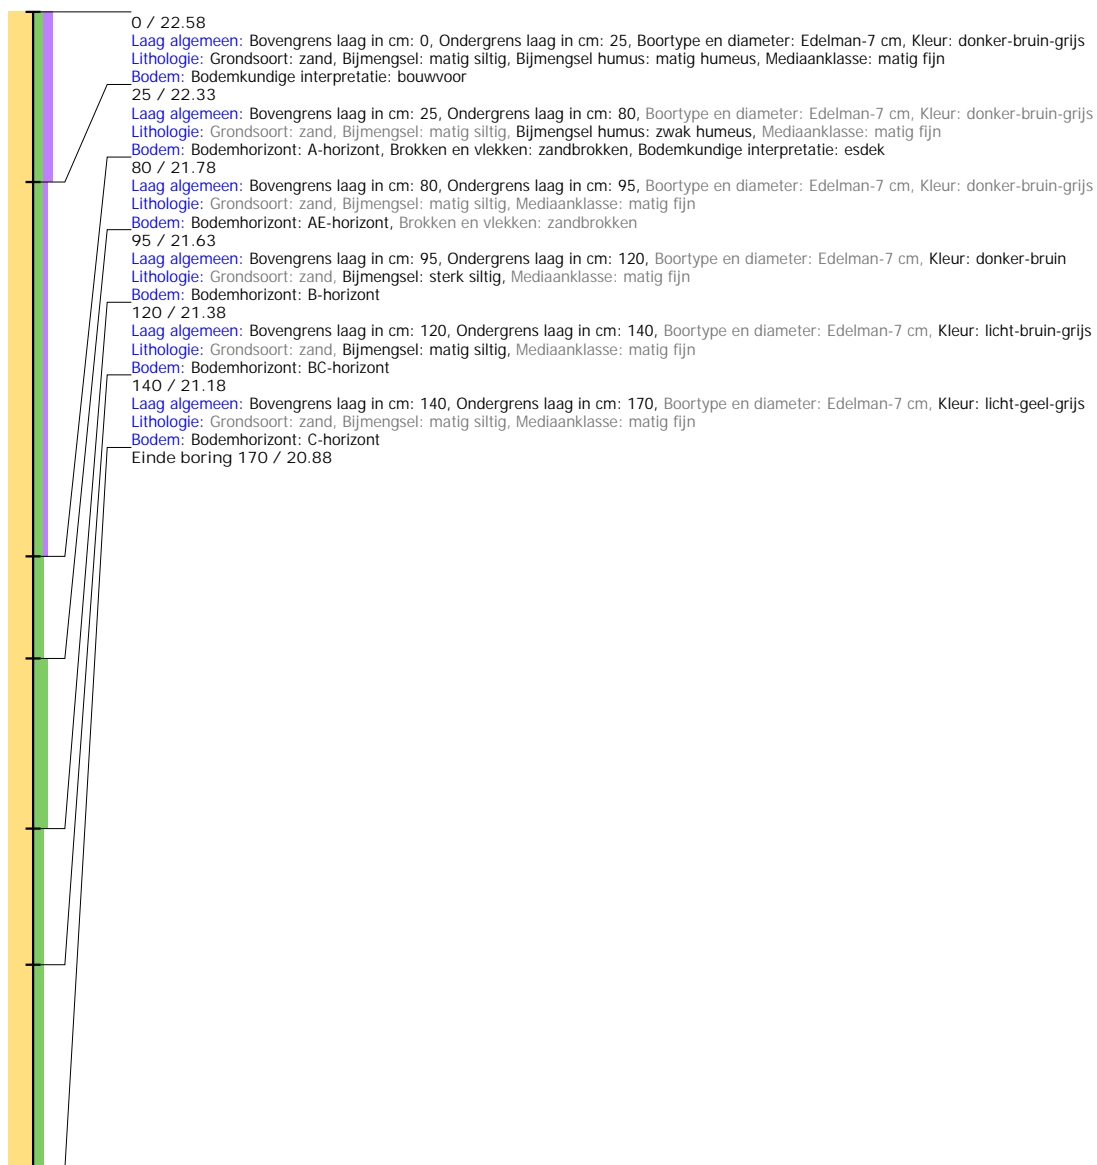 0 / 22.58
Laag algemeen: Bovengrens laag in cm: 0, Ondergrens laag in cm: 25, Boortype en diameter: Edelman-7 cm, Kleur: donker-bruin-grijs
Lithologie: Grondsoort: zand, Bijmengsel: matig siltig, Bijmengsel humus: matig humeus, Mediaanklasse: matig fijn
Bodem: Bodemkundige interpretatie: bouwvoor
25 / 22.33
Laag algemeen: Bovengrens laag in cm: 25, Ondergrens laag in cm: 80, Boortype en diameter: Edelman-7 cm, Kleur: donker-bruin-grijs
Lithologie: Grondsoort: zand, Bijmengsel: matig siltig, Bijmengsel humus: zwak humeus, Mediaanklasse: matig fijn
Bodem: Bodemhorizont: A-horizont, Brokken en vlekken: zandbrokken, Bodemkundige interpretatie: esdek
80 / 21.78
Laag algemeen: Bovengrens laag in cm: 80, Ondergrens laag in cm: 95, Boortype en diameter: Edelman-7 cm, Kleur: donker-bruin-grijs
Lithologie: Grondsoort: zand, Bijmengsel: matig siltig, Mediaanklasse: matig fijn
Bodem: Bodemhorizont: AE-horizont, Brokken en vlekken: zandbrokken
95 / 21.63
Laag algemeen: Bovengrens laag in cm: 95, Ondergrens laag in cm: 120, Boortype en diameter: Edelman-7 cm, Kleur: donker-bruin
Lithologie: Grondsoort: zand, Bijmengsel: sterk siltig, Mediaanklasse: matig fijn
Bodem: Bodemhorizont: B-horizont
120 / 21.38
Laag algemeen: Bovengrens laag in cm: 120, Ondergrens laag in cm: 140, Boortype en diameter: Edelman-7 cm, Kleur: licht-bruin-grijs
Lithologie: Grondsoort: zand, Bijmengsel: matig siltig, Mediaanklasse: matig fijn
Bodem: Bodemhorizont: BC-horizont
140 / 21.18
Laag algemeen: Bovengrens laag in cm: 140, Ondergrens laag in cm: 170, Boortype en diameter: Edelman-7 cm, Kleur: licht-geel-grijs
Lithologie: Grondsoort: zand, Bijmengsel: matig siltig, Mediaanklasse: matig fijn
Bodem: Bodemhorizont: C-horizont
Einde boring 170 / 20.88